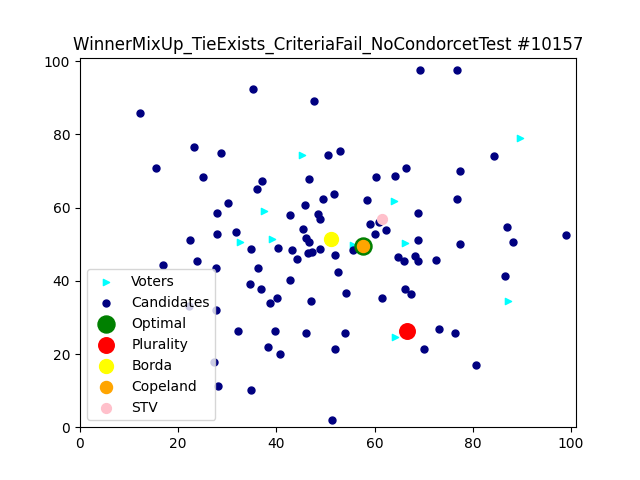 WinnerMixUp_TieExists_CriteriaFail_NoCondorcetTest #10157
100
80
60
40
20
0
0 20 40 60 80 100
Voters
Candidates
Optimal
Plurality
Borda
Copeland
STV